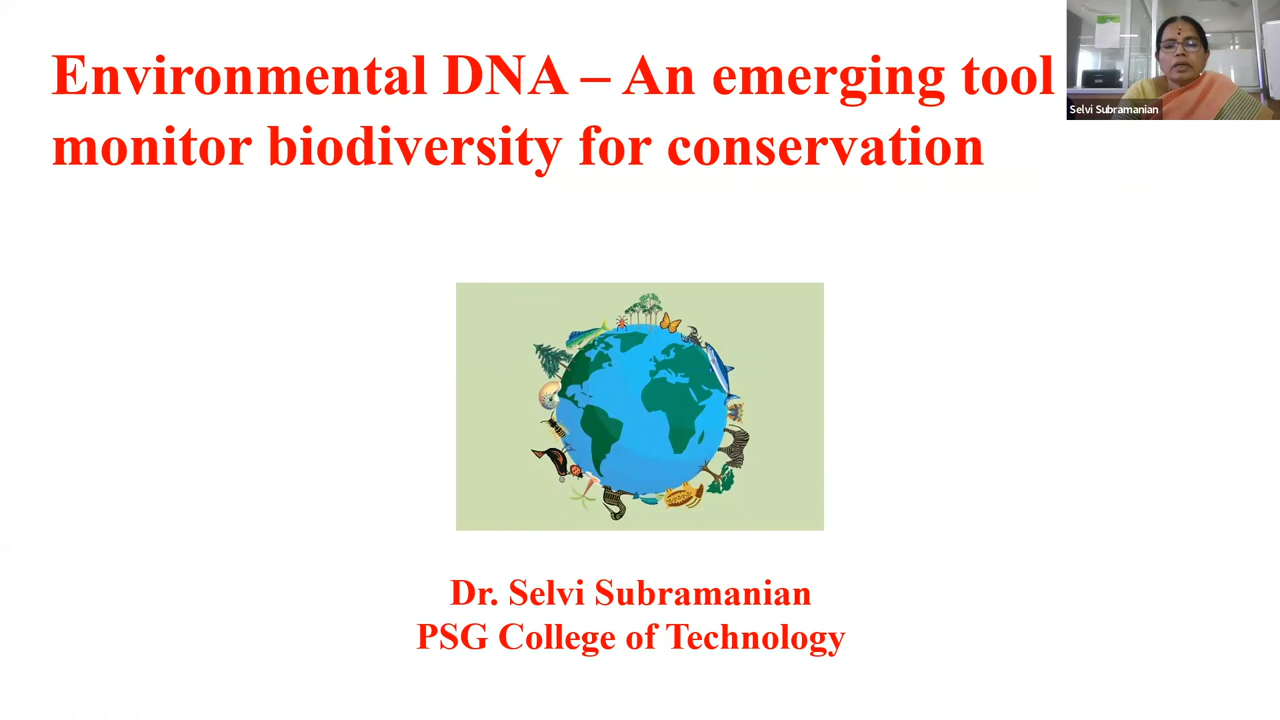 Environmental DNA – An emerging tool
monitor biodiversity for conservation
Selvi Subramanian
Dr. Selvi Subramanian
PSG College of Technology